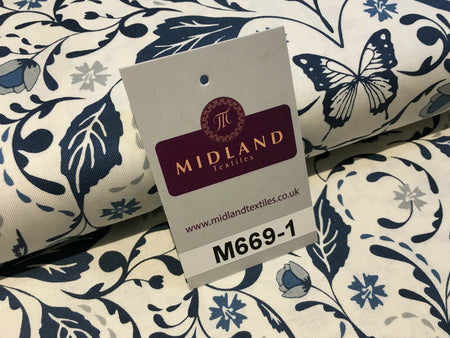 M
MIDLAND
Textiles
www.midlandtextiles.co.uk
M669-1